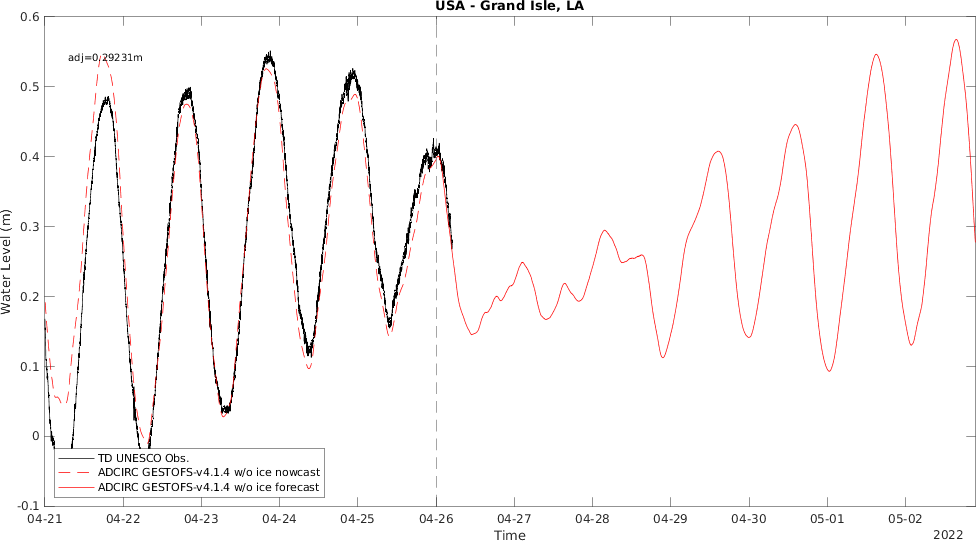 USA - Grand Isle, LA
0.6
adj=0.29231m
0.5
0.4
0.3
0.2
0.1
0
-0.1
Water Level (m)
TD UNESCO Obs.
ADCIRC GESTOFS-v4.1.4 w/o ice nowcast
ADCIRC GESTOFS-v4.1.4 w/o ice forecast
04-21 04-22 04-23 04-24 04-25 04-26 04-27 04-28 04-29 04-30 05-01 05-02
Time
2022